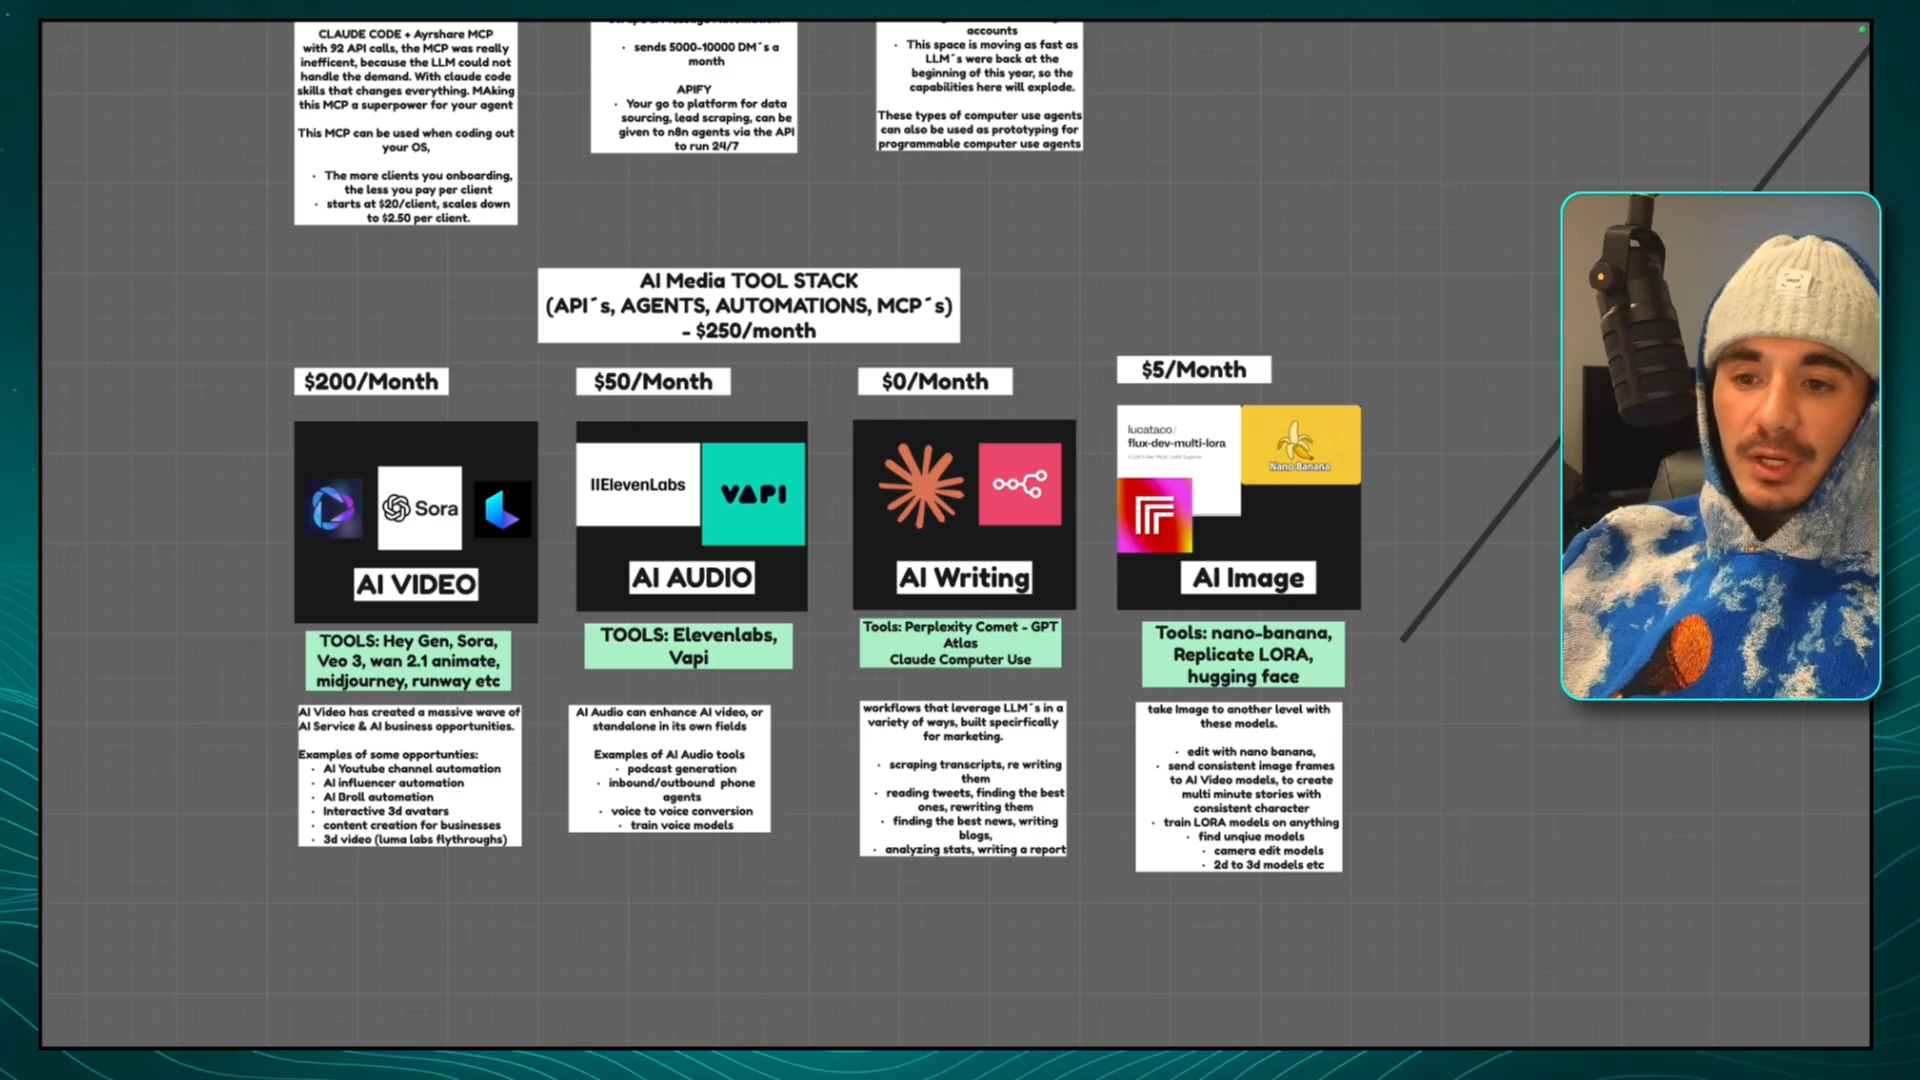 CLAUDE CODE + Ayrshare MCP
with 92 API calls, the MCP was really
inefficent, because the LLM could not
handle the demand. With claude code
skills that changes everything. MAking
this MCP a superpower for your agent
This MCP can be used when coding out
your OS,
· The more clients you onboarding,
the less you pay per client
· starts at $20/client, scales down
to $2.50 per client.
· sends 5000-10000 DM´s a
month
APIFY
· Your go to platform for data
sourcing, lead scraping, can be
given to n8n agents via the API
to run 24/7
accounts
· This space is moving as fast as
LLM´s were back at the
beginning of this year, so the
capabilities here will explode.
These types of computer use agents
can also be used as prototyping for
programmable computer use agents
AI Media TOOL STACK
(API´s, AGENTS, AUTOMATIONS, MCP´s)
- $250/month
$200/Month
Sora
AI VIDEO
TOOLS: Hey Gen, Sora,
Veo 3, wan 2.1 animate,
midjourney, runway etc
AI Video has created a massive wave of
AI Service & AI business opportunities.
Examples of some opportunties:
· AI Youtube channel automation
· AI influencer automation
· AI Broll automation
· Interactive 3d avatars
· content creation for businesses
· 3d video (luma labs flythroughs)
$50/Month
IIElevenLabs
VAPI
AI AUDIO
TOOLS: Elevenlabs,
Vapi
AI Audio can enhance AI video, or
standalone in its own fields
Examples of AI Audio tools
· podcast generation
· inbound/outbound phone
agents
· voice to voice conversion
· train voice models
$0/Month
AI Writing
Tools: Perplexity Comet - GPT
Atlas
Claude Computer Use
workflows that leverage LLM´s in a
variety of ways, built specirfically
for marketing.
· scraping transcripts, re writing
them
· reading tweets, finding the best
ones, rewriting them
· finding the best news, writing
blogs,
· analyzing stats, writing a report
$5/Month
lucataco/
flux-dev-multi-lora
Nano Banana
AI Image
Tools: nano-banana,
Replicate LORA,
hugging face
take Image to another level with
these models.
· edit with nano banana,
· send consistent image frames
to AI Video models, to create
multi minute stories with
consistent character
· train LORA models on anything
· find unqiue models
· camera edit models
· 2d to 3d models etc